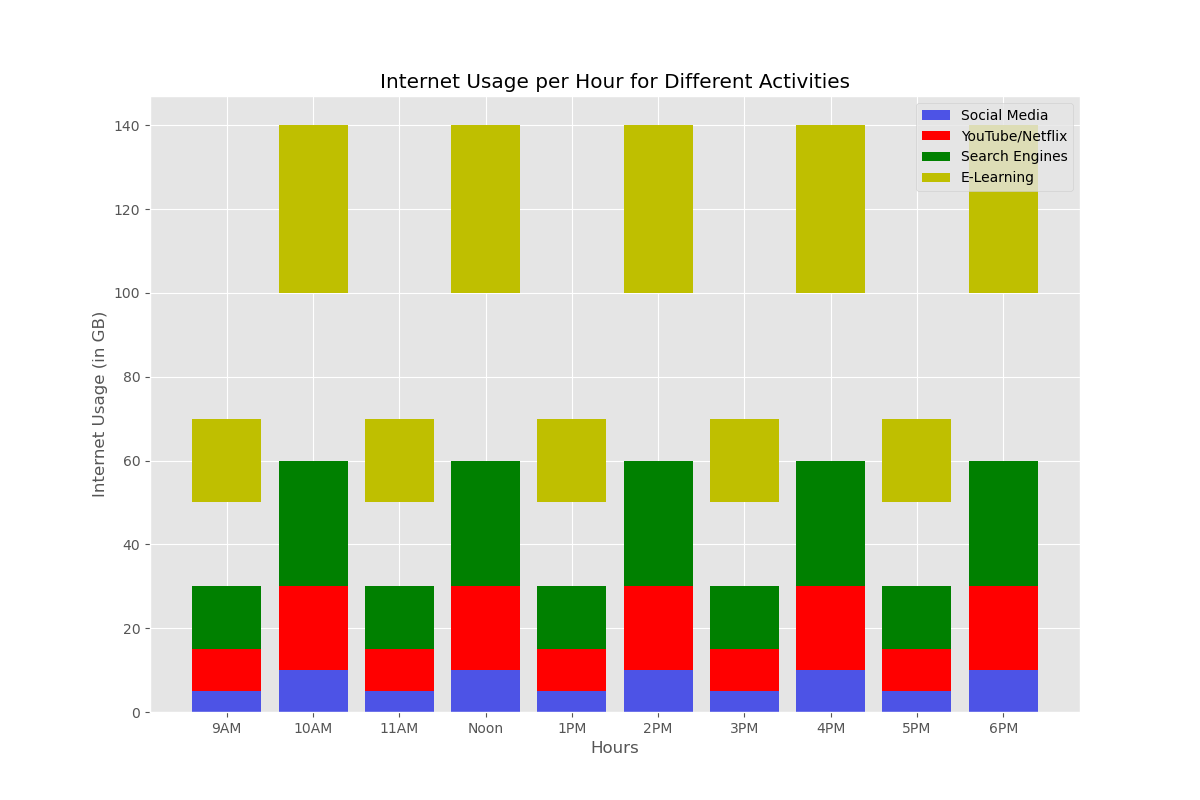 Internet Usage per Hour for Different Activities
Social Media
YouTube/Netflix
Search Engines
E-Learning
140
120
100
80
60
40
20
0
Internet Usage (in GB)
9AM 10AM 11AM Noon 1PM 2PM 3PM 4PM 5PM 6PM
Hours